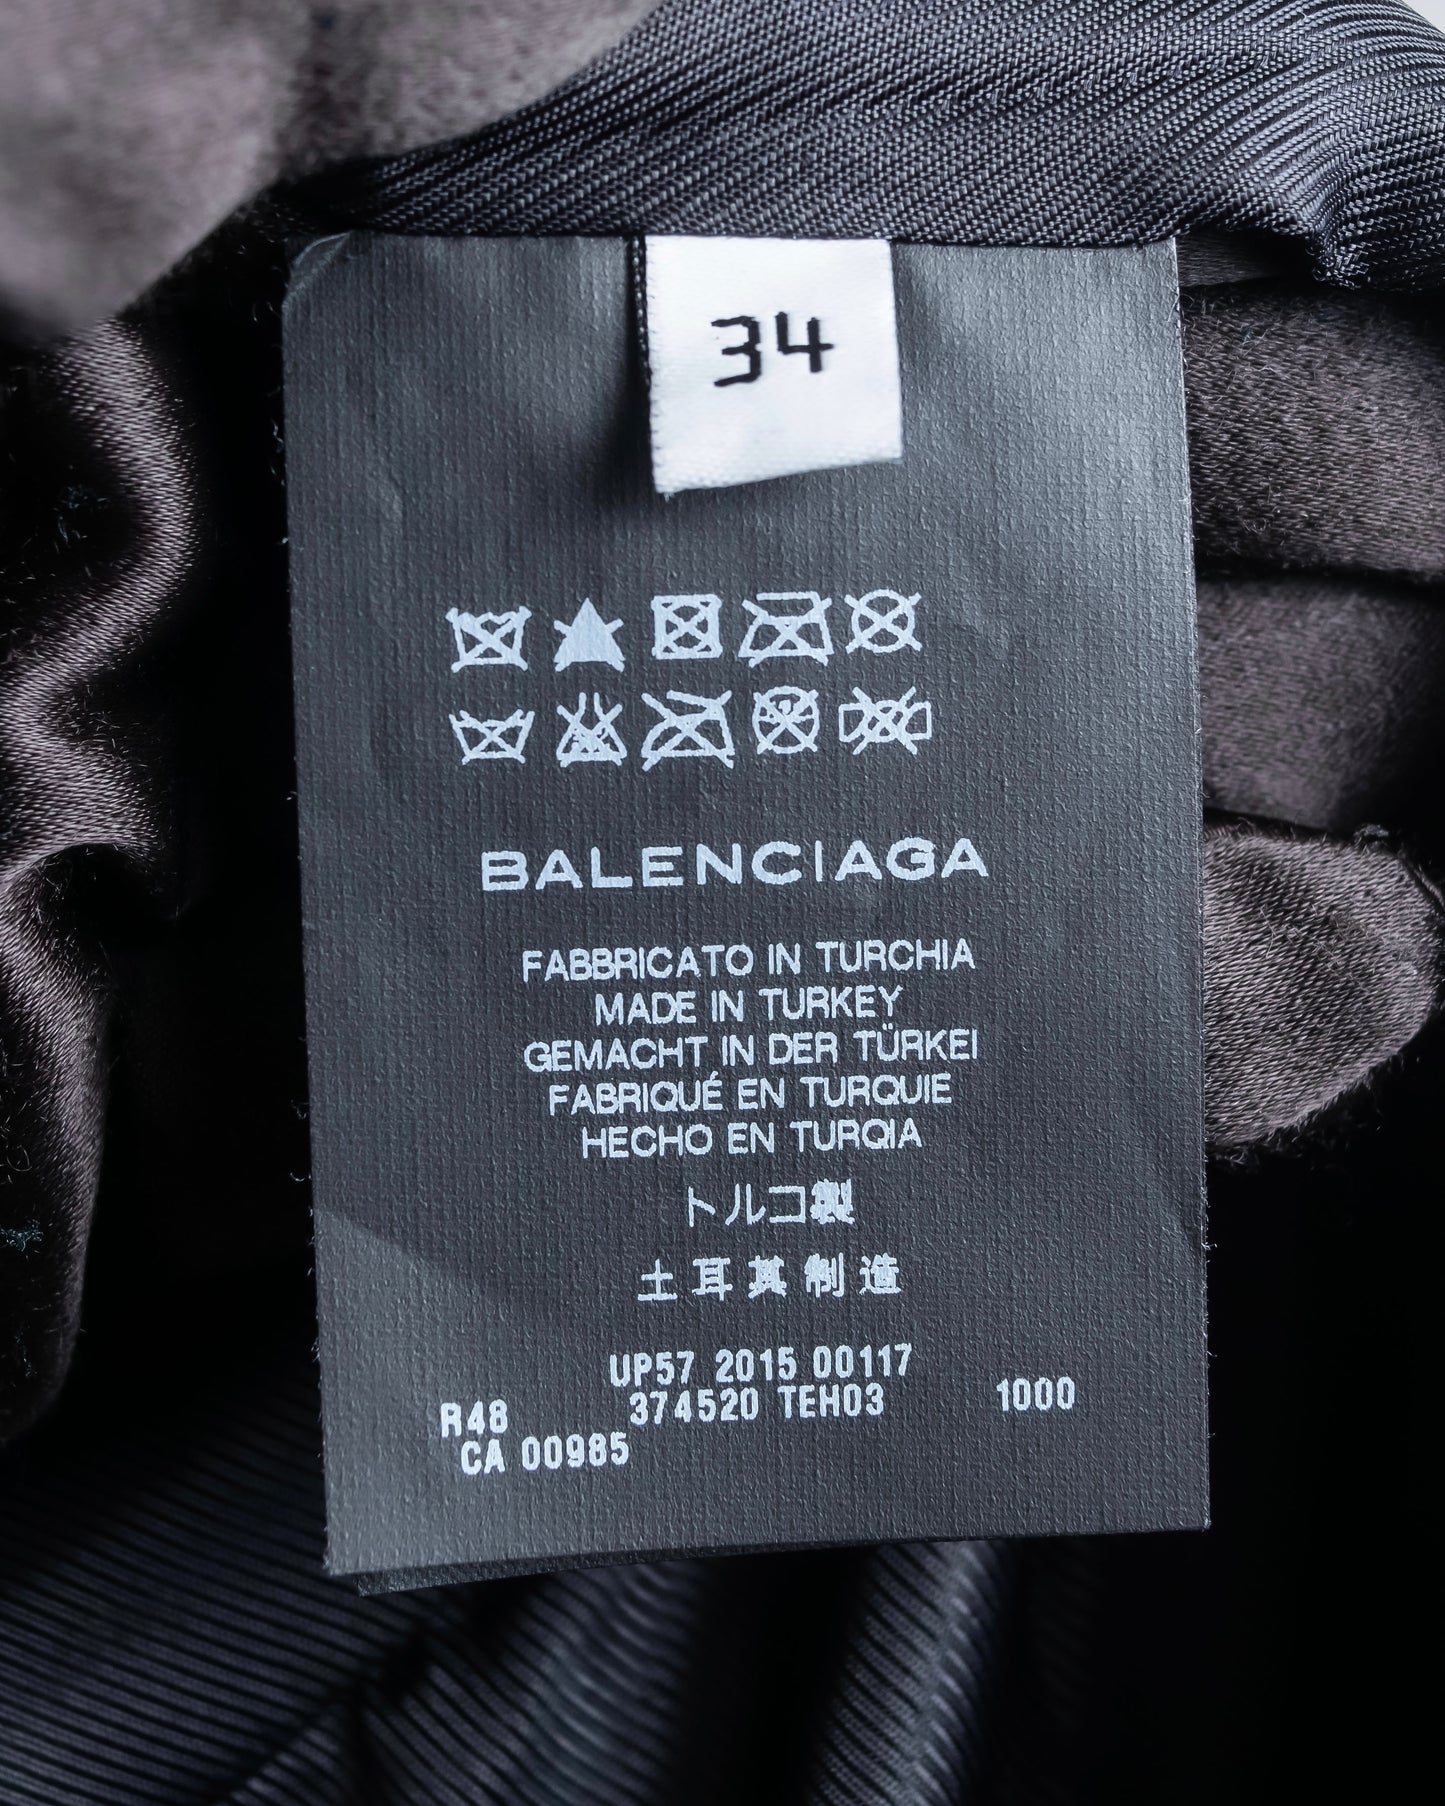 34
BALENCIAGA
FABBRICATO IN TURCHIA
MADE IN TURKEY
GEMACHT IN DER TÜRKEI
FABRIQUÉ EN TURQUIE
HECHO EN TURQIA
トルコ製
土耳其制造
UP57 2015 00117
R48 374520 TEH03 1000
CA 00985